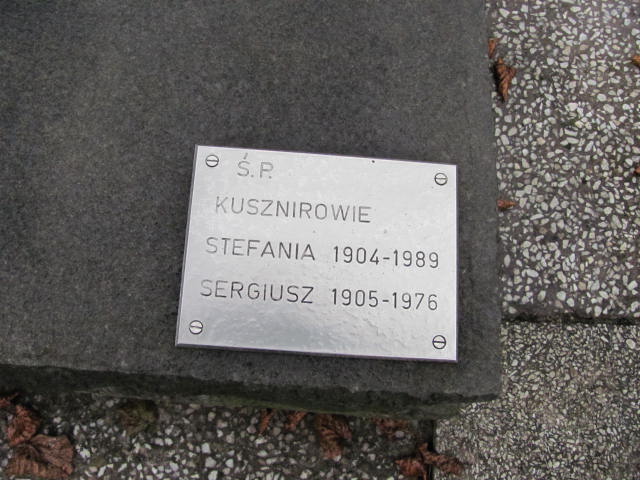 Ś.P.
KUSZNIROWIE
STEFANIA 1904-1989
SERGIUSZ 1905-1976